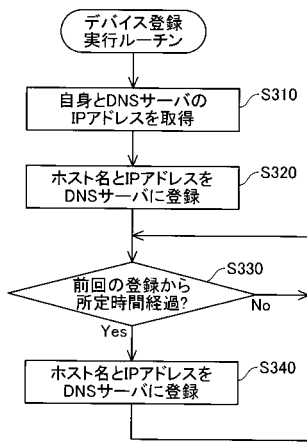 デバイス登録
実行ルーチン
S310
自身とDNSサーバの
IPアドレスを取得
S320
ホスト名とIPアドレスを
DNSサーバに登録
S330
前回の登録から
所定時間経過?
No
Yes
S340
ホスト名とIPアドレスを
DNSサーバに登録